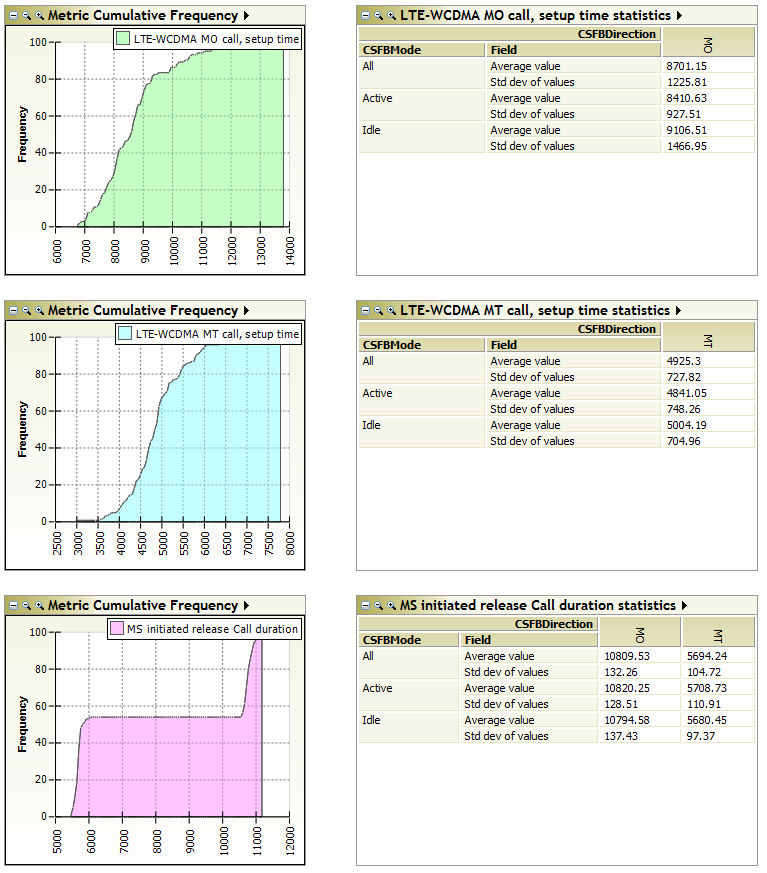 Metric Cumulative Frequency
LTE-WCDMA MO call, setup time
Frequency
100
80
60
40
20
0
6000 7000 8000 9000 10000 11000 12000 13000 14000
LTE-WCDMA MO call, setup time statistics
CSFBDirection MO
CSFBMode Field
All Average value 8701.15
Std dev of values 1225.81
Active Average value 8410.63
Std dev of values 927.51
Idle Average value 9106.51
Std dev of values 1466.95
Metric Cumulative Frequency
LTE-WCDMA MT call, setup time
Frequency
100
80
60
40
20
0
2500 3000 3500 4000 4500 5000 5500 6000 6500 7000 7500 8000
LTE-WCDMA MT call, setup time statistics
CSFBDirection MT
CSFBMode Field
All Average value 4925.3
Std dev of values 727.82
Active Average value 4841.05
Std dev of values 748.26
Idle Average value 5004.19
Std dev of values 704.96
Metric Cumulative Frequency
MS initiated release Call duration
Frequency
100
80
60
40
20
0
5000 6000 7000 8000 9000 10000 11000 12000
MS initiated release Call duration statistics
CSFBDirection MO MT
CSFBMode Field
All Average value 10809.53 5694.24
Std dev of values 132.26 104.72
Active Average value 10820.25 5708.73
Std dev of values 128.51 110.91
Idle Average value 10794.58 5680.45
Std dev of values 137.43 97.37